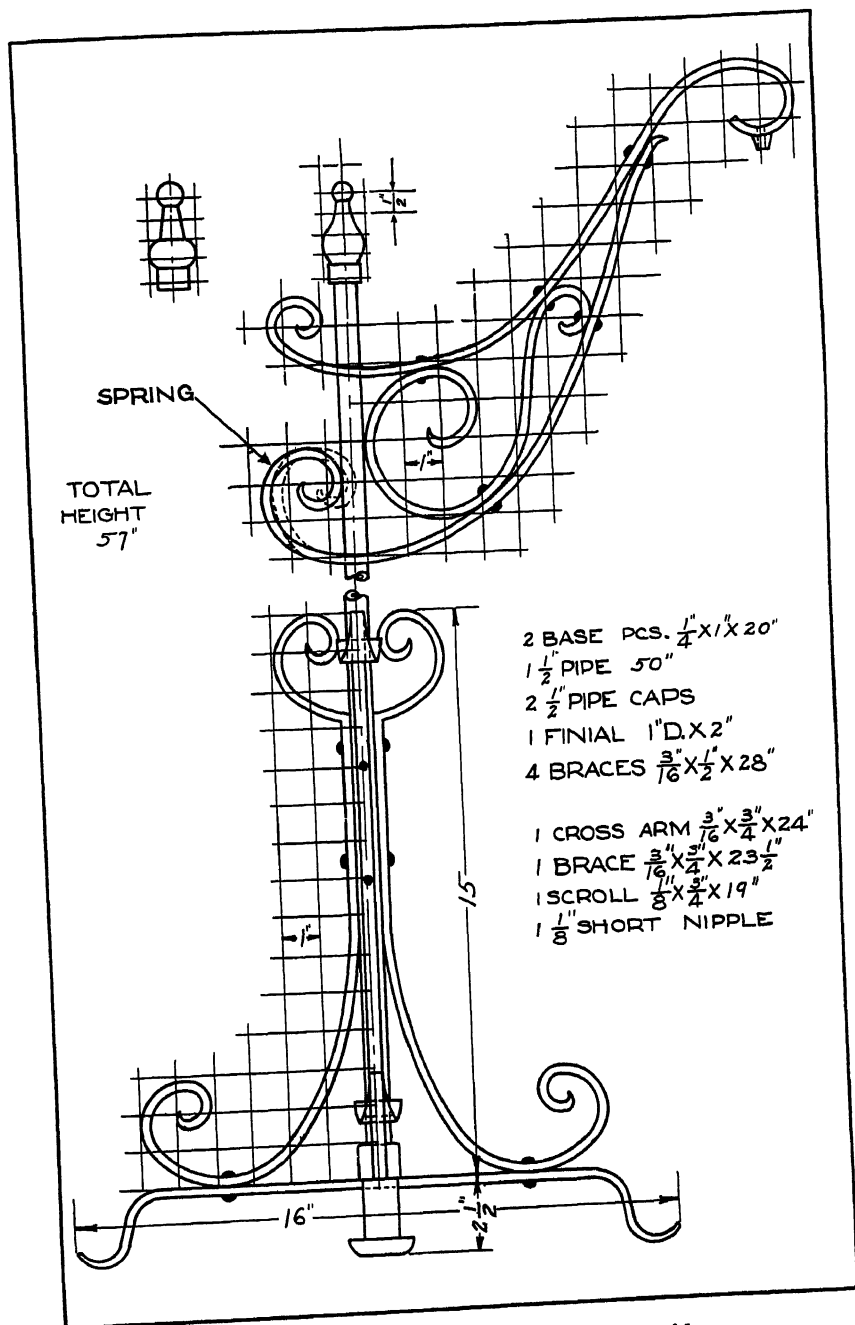 1/2"
SPRING
1"
TOTAL
HEIGHT
57"
2 BASE PCS. 1/4"X1"X20"
1 1/2" PIPE 50"
2 1/2" PIPE CAPS
1 FINIAL 1"D.X2"
4 BRACES 3/16"X1/2"X28"
1 CROSS ARM 3/16"X3/4"X24"
1 BRACE 3/16"X3/4"X23 1/2"
1 SCROLL 1/8"X3/4"X19"
1 1/8" SHORT NIPPLE
15
1"
16"
2 1/2"